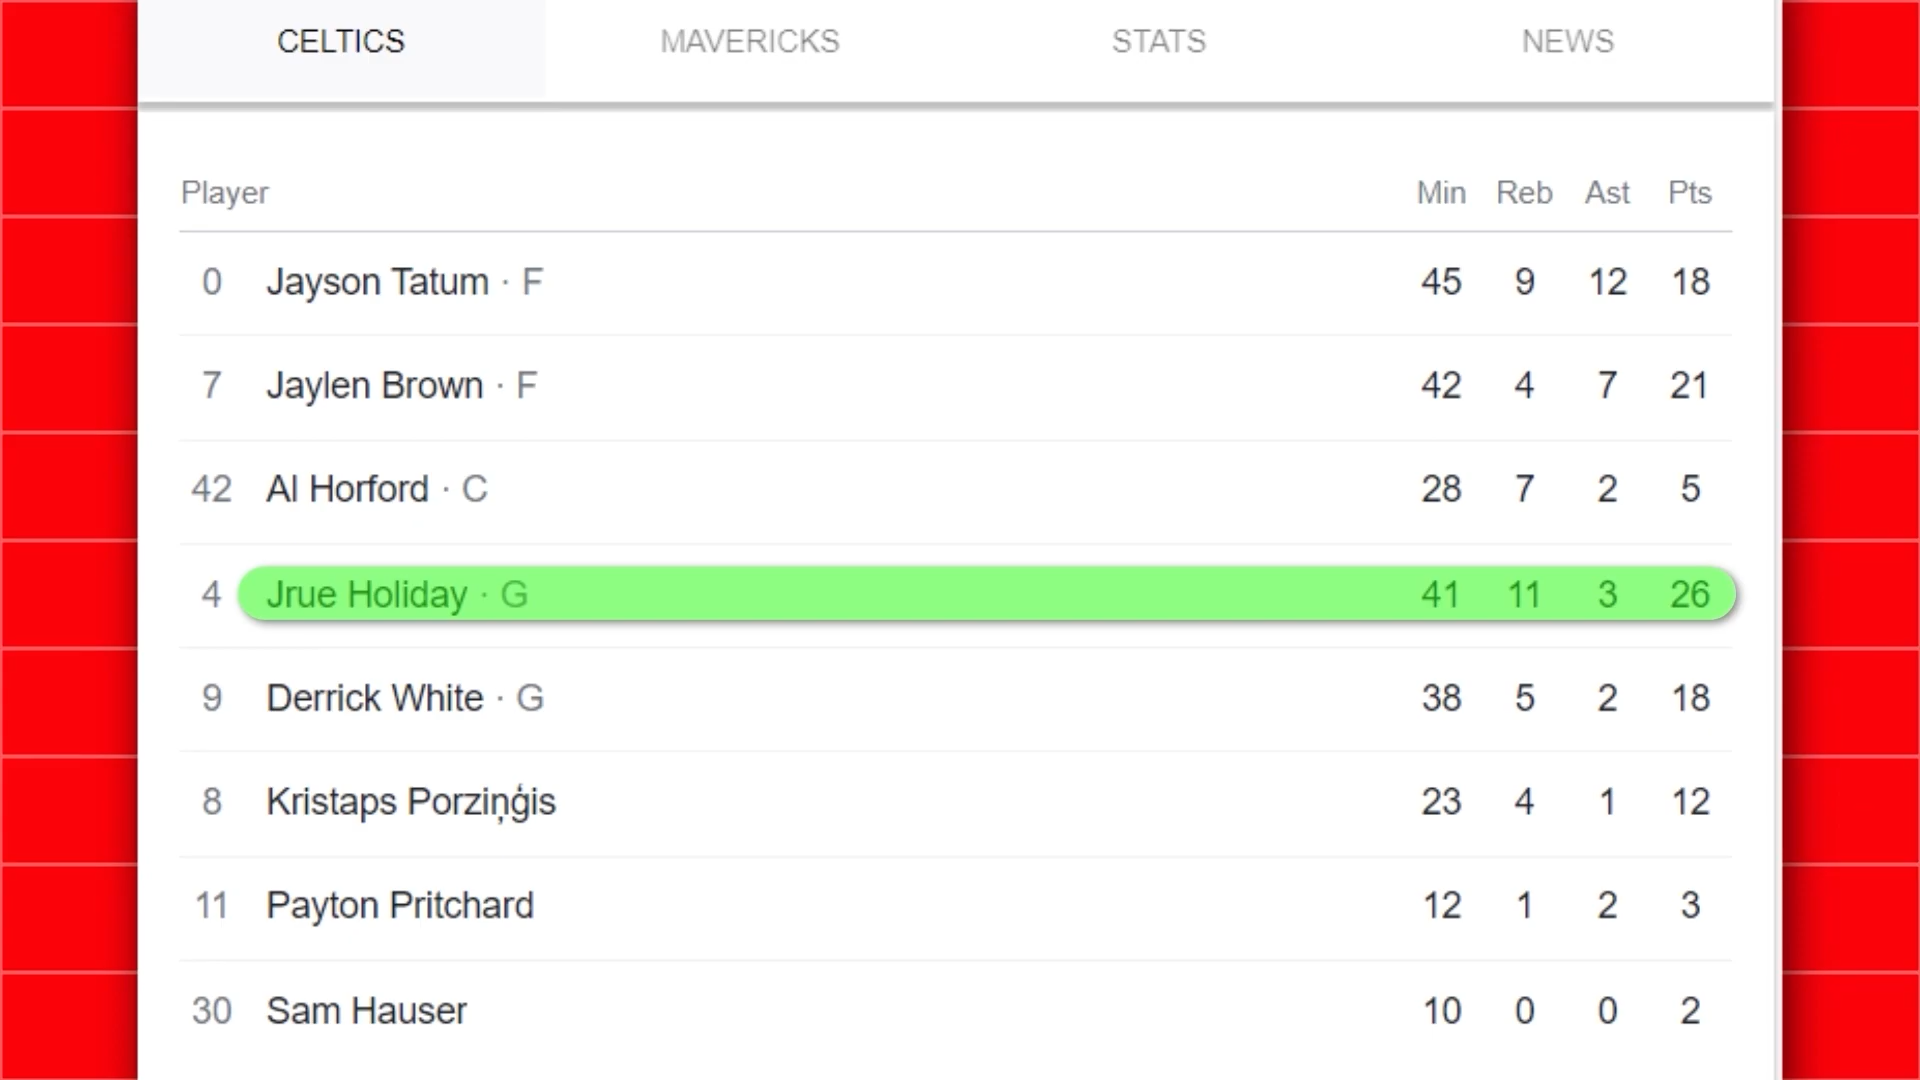 CELTICS MAVERICKS STATS NEWS
Player Min Reb Ast Pts
0 Jayson Tatum · F 45 9 12 18
7 Jaylen Brown · F 42 4 7 21
42 Al Horford · C 28 7 2 5
4 Jrue Holiday · G 41 11 3 26
9 Derrick White · G 38 5 2 18
8 Kristaps Porziņģis 23 4 1 12
11 Payton Pritchard 12 1 2 3
30 Sam Hauser 10 0 0 2